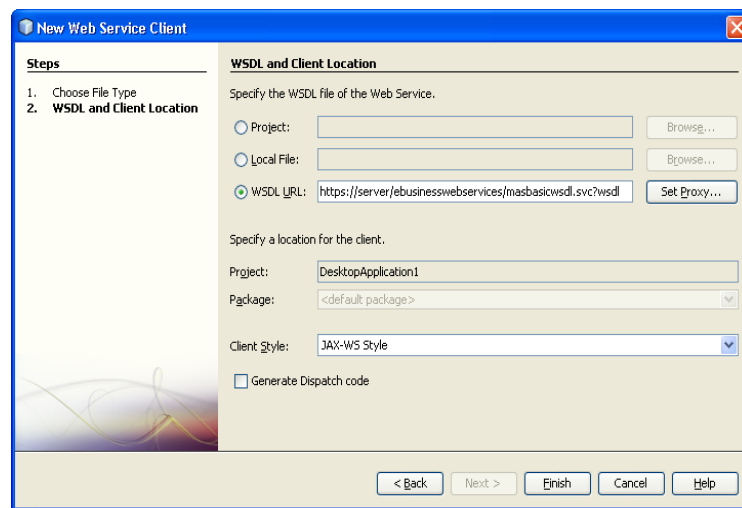 New Web Service Client
Steps
1. Choose File Type
2. WSDL and Client Location
WSDL and Client Location
Specify the WSDL file of the Web Service.
Project:
Browse...
Local File:
Browse...
WSDL URL: https://server/ebusinesswebservices/masbasicwsdl.svc?wsdl
Set Proxy...
Specify a location for the client.
Project: DesktopApplication1
Package: <default package>
Client Style: JAX-WS Style
Generate Dispatch code
< Back
Next >
Finish
Cancel
Help